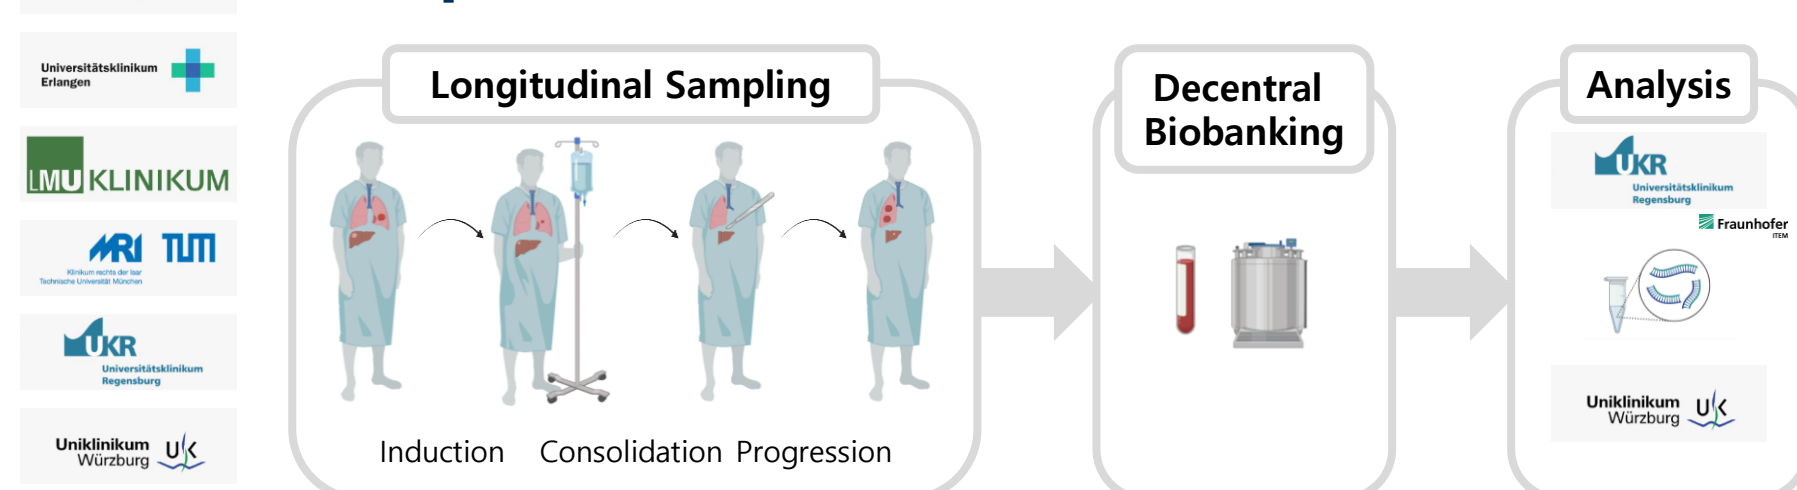 Universitätsklinikum
Erlangen
LMU KLINIKUM
MRI TUM
Klinikum rechts der Isar
Technische Universität München
UKR
Universitätsklinikum
Regensburg
Uniklinikum
Würzburg UK
Longitudinal Sampling
Induction Consolidation Progression
Decentral
Biobanking
Analysis
UKR
Universitätsklinikum
Regensburg
Fraunhofer
ITEM
Uniklinikum
Würzburg UK